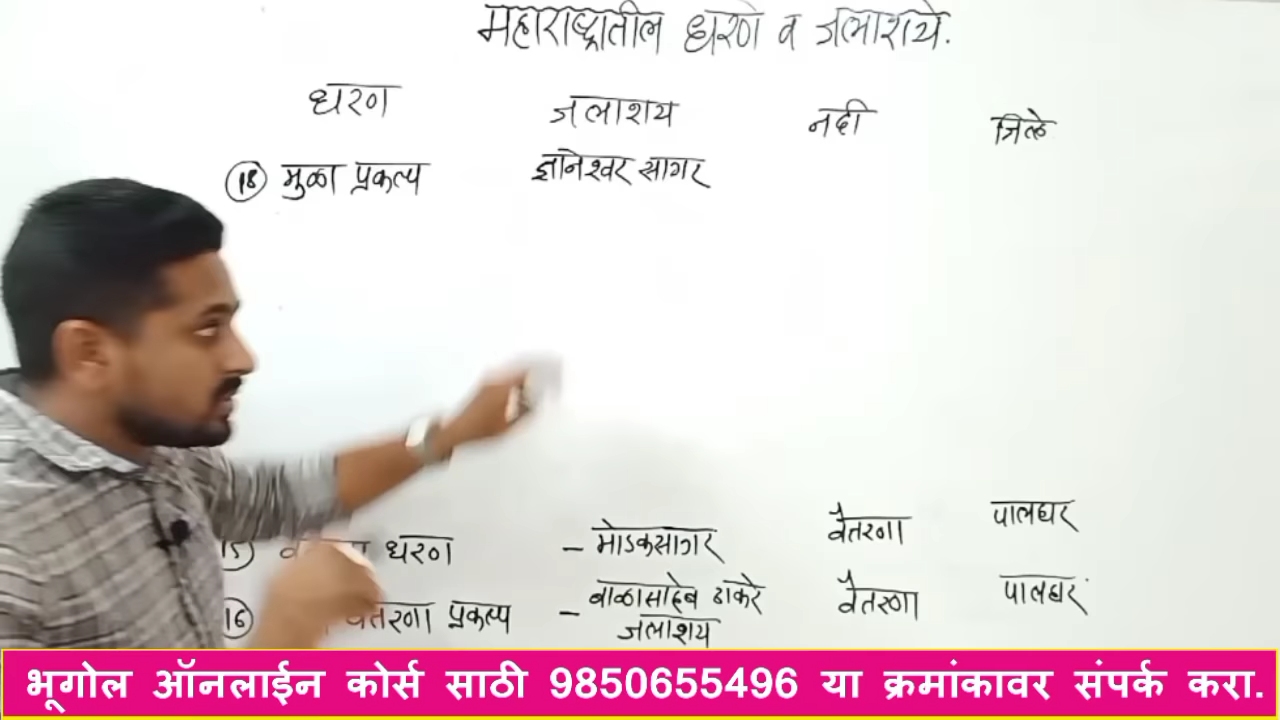 महाराष्ट्रातील धरणे व जलाशये.
धरण जलाशय नदी जिल्हे
18 मुळा प्रकल्प ज्ञानेश्वर सागर
15) धरण – मोडकसागर वैतरणा पालघर
16 वैतरणा प्रकल्प – बाळासाहेब ठाकरे जलाशय वैतरणा पालघर
भूगोल ऑनलाईन कोर्स साठी 9850655496 या क्रमांकावर संपर्क करा.